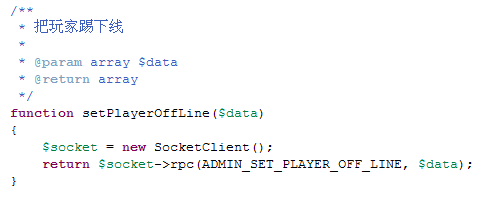 /**
 * 把玩家踢下线
 *
 * @param array $data
 * @return array
 */
function setPlayerOffLine($data)
{
    $socket = new SocketClient();
    return $socket->rpc(ADMIN_SET_PLAYER_OFF_LINE, $data);
}